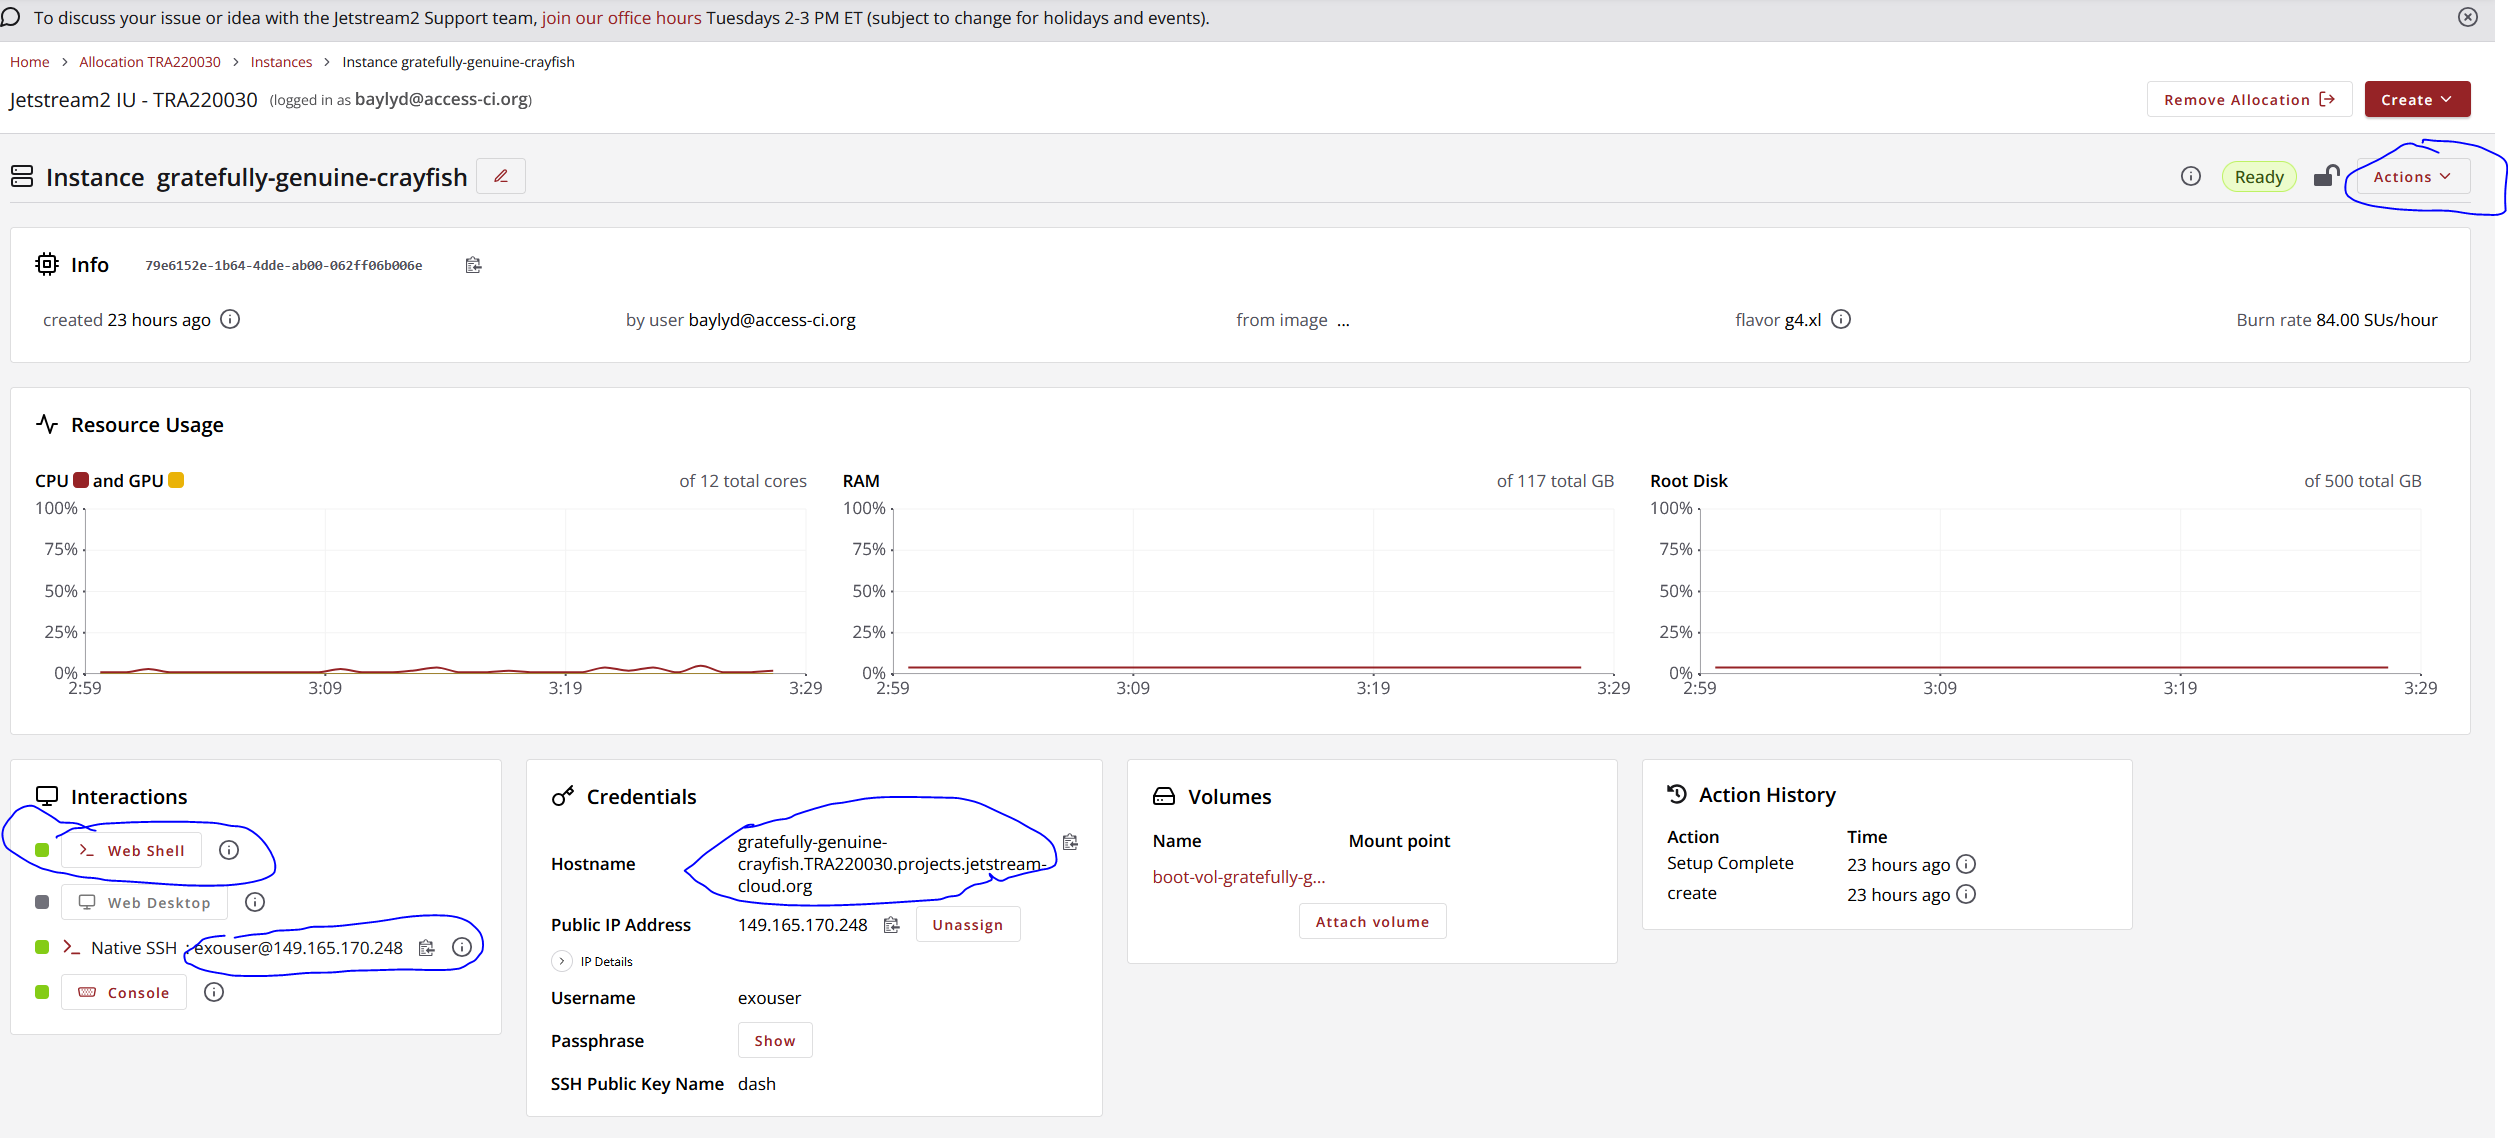 To discuss your issue or idea with the Jetstream2 Support team, join our office hours Tuesdays 2-3 PM ET (subject to change for holidays and events).
Home > Allocation TRA220030 > Instances > Instance gratefully-genuine-crayfish
Jetstream2 IU - TRA220030 (logged in as baylyd@access-ci.org)
Remove Allocation
Create
Instance gratefully-genuine-crayfish
Ready
Actions
Info 79e6152e-1b64-4dde-ab00-062ff06b006e
created 23 hours ago
by user baylyd@access-ci.org
from image ...
flavor g4.xl
Burn rate 84.00 SUs/hour
Resource Usage
CPU and GPU
of 12 total cores
100%
75%
50%
25%
0%
2:59 3:09 3:19 3:29
RAM
of 117 total GB
100%
75%
50%
25%
0%
2:59 3:09 3:19 3:29
Root Disk
of 500 total GB
100%
75%
50%
25%
0%
2:59 3:09 3:19 3:29
Interactions
Web Shell
Web Desktop
Native SSH : exouser@149.165.170.248
Console
Credentials
Hostname
gratefully-genuine-
crayfish.TRA220030.projects.jetstream-
cloud.org
Public IP Address 149.165.170.248 Unassign
IP Details
Username exouser
Passphrase Show
SSH Public Key Name dash
Volumes
Name Mount point
boot-vol-gratefully-g...
Attach volume
Action History
Action Time
Setup Complete 23 hours ago
create 23 hours ago